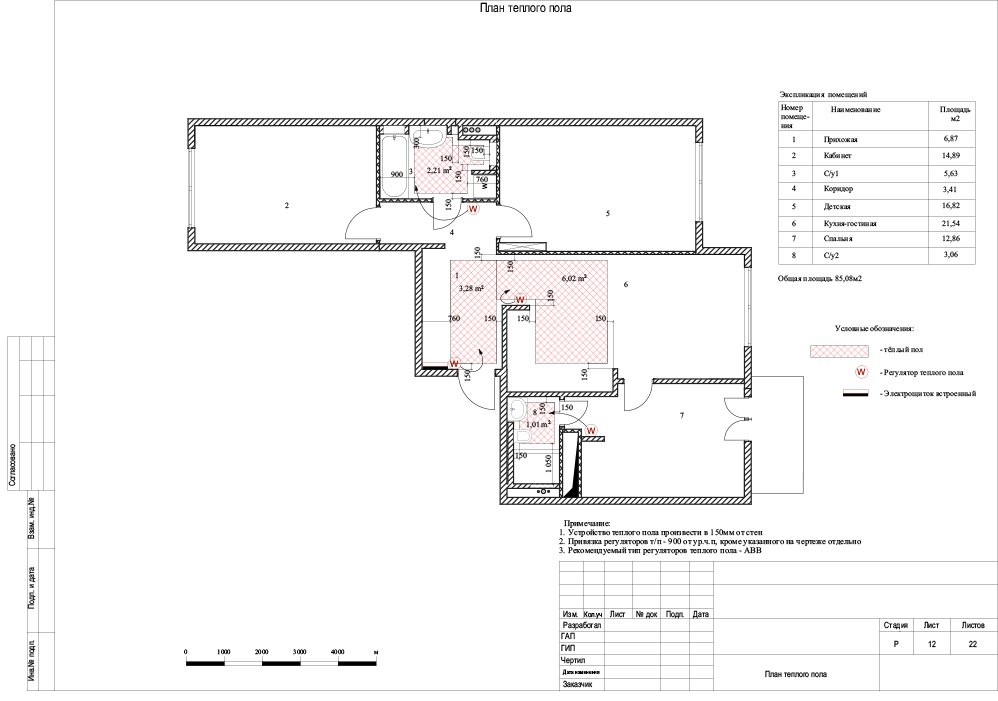 План теплого пола
Экспликация помещений
Номер помеще- ния
Наименование
Площадь м2
1 Прихожая 6,87
2 Кабинет 14,89
3 С/у1 5,63
4 Коридор 3,41
5 Детская 16,82
6 Кухня-гостиная 21,54
7 Спальня 12,86
8 С/у2 3,06
Общая площадь 85,08м2
Условные обозначения:
- тёплый пол
W - Регулятор теплого пола
- Электрощиток встроенный
300
150
150
150
2,21 m²
900
3
150
760
W
150
W
2
4
5
150
1
150
6,02 m²
6
3,28 m²
150
W
760
150
150
150
W
150
150
7
150
150
8
1,01 m²
W
150
1 050
Примечание:
1. Устройство теплого пола произвести в 150мм от стен
2. Привязка регуляторов т/п - 900 от ур.ч.п, кроме указанного на чертеже отдельно
3. Рекомендуемый тип регуляторов теплого пола - ABB
Согласовано
Взам. инд.№
Подп. и дата
Инв.№ подл.
0 1000 2000 3000 4000 м
Изм. Кол.уч Лист № док Подп. Дата
Разработал
ГАП
ГИП
Чертил
Дата изменения
Заказчик
Стадия Лист Листов
Р 12 22
План теплого пола